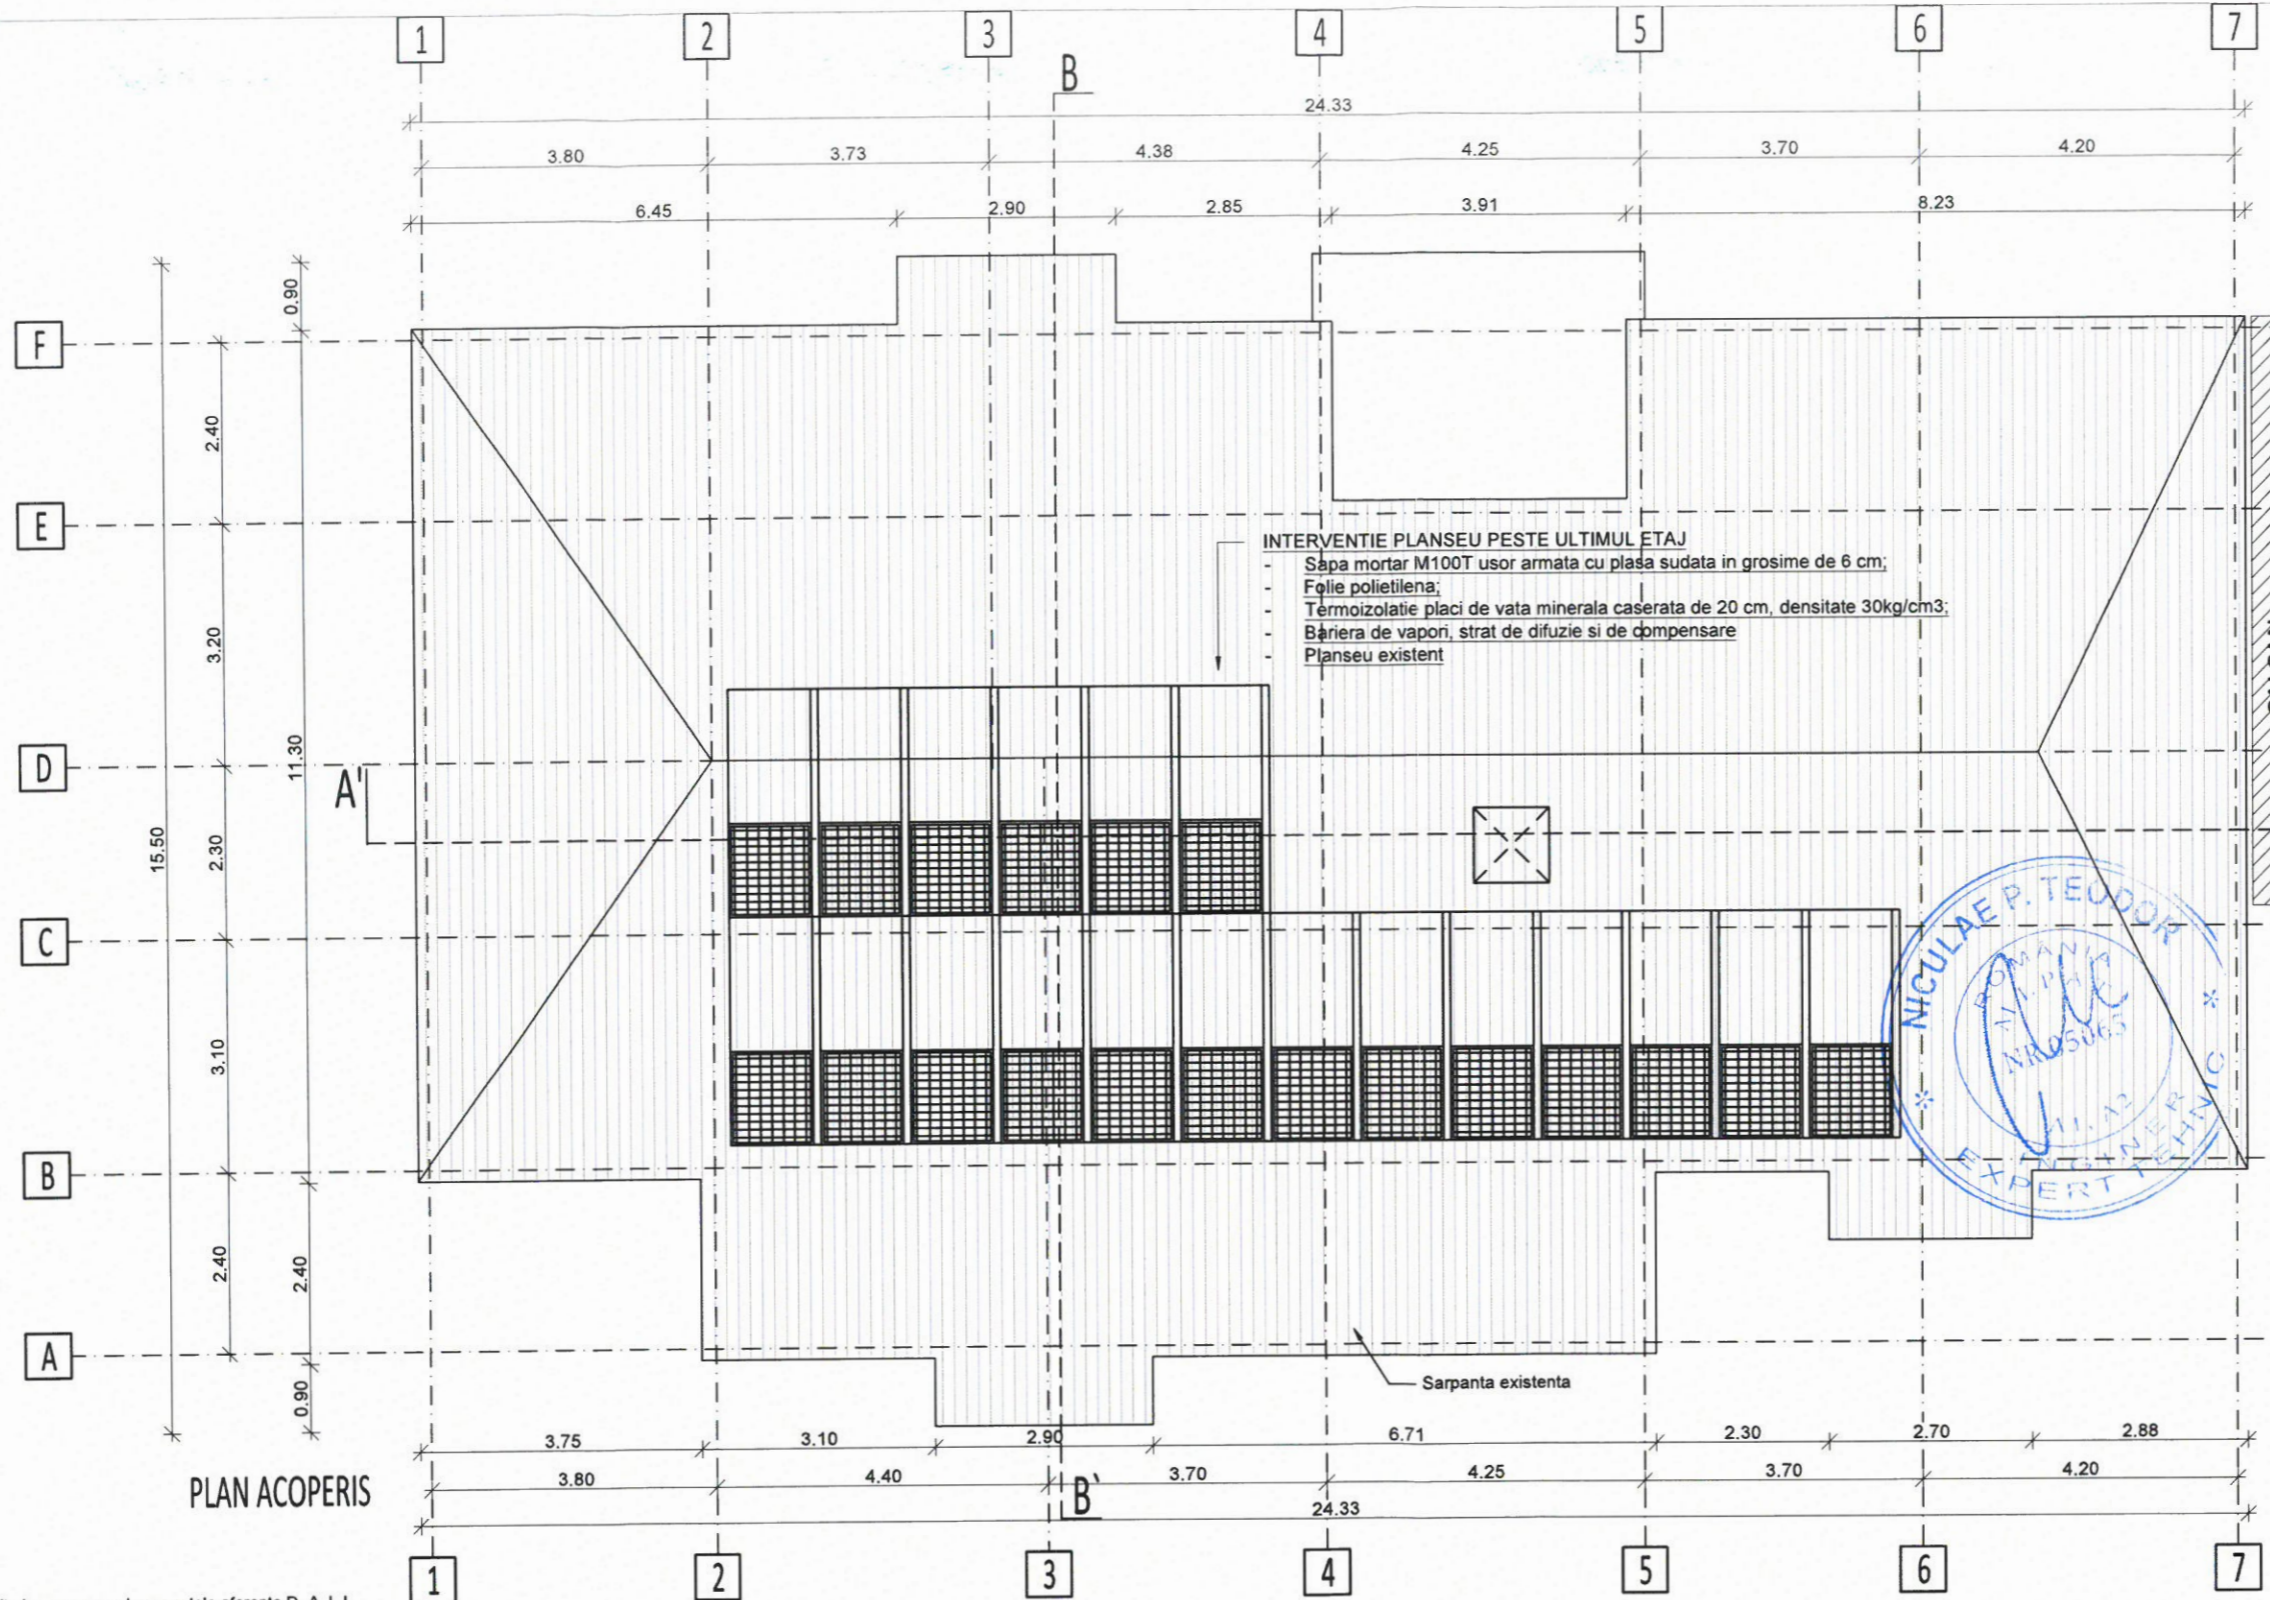 1 2 3 4 5 6 7
B
24.33
3.80 3.73 4.38 4.25 3.70 4.20
6.45 2.90 2.85 3.91 8.23
0.90
F
2.40
E
INTERVENTIE PLANSEU PESTE ULTIMUL ETAJ
- Sapa mortar M100T usor armata cu plasa sudata in grosime de 6 cm;
- Folie polietilena;
- Termoizolatie placi de vata minerala caserata de 20 cm, densitate 30kg/cm3;
- Bariera de vapori, strat de difuzie si de compensare
- Planseu existent
3.20
11.30
D
A'
15.50
2.30
C
NICULAE P. TEODOR
ROMÂNIA
NR 05063
INGINER
EXPERT TEHNIC
3.10
B
2.40
2.40
A
0.90
Sarpanta existenta
3.75 3.10 2.90 6.71 2.30 2.70 2.88
3.80 4.40 3.70 4.25 3.70 4.20
PLAN ACOPERIS
B'
24.33
1 2 3 4 5 6 7